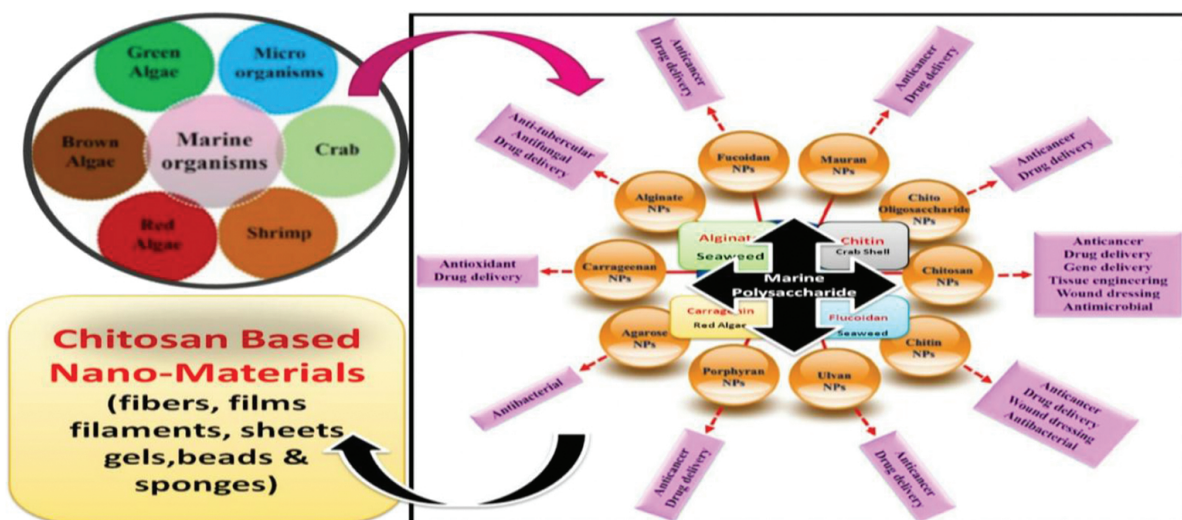 Green
Algae
Micro
organisms
Brown
Algae
Marine
organisms
Crab
Red
Algae
Shrimp
Chitosan Based
Nano-Materials
(fibers, films
filaments, sheets
gels,beads &
sponges)
Anticancer
Drug delivery
Anticancer
Drug delivery
Anti-tubercular
Antifungal
Drug delivery
Anticancer
Drug delivery
Fucoidan
NPs
Mauran
NPs
Alginate
NPs
Chito
Oligosaccharide
NPs
Alginat
Seaweed
Chitin
Crab Shell
Antioxidant
Drug delivery
Carrageenan
NPs
Marine
Polysaccharide
Chitosan
NPs
Anticancer
Drug delivery
Gene delivery
Tissue engineering
Wound dressing
Antimicrobial
Carragenin
Red Algae
Flucoidan
Seaweed
Agarose
NPs
Chitin
NPs
Porphyran
NPs
Ulvan
NPs
Antibacterial
Anticancer
Drug delivery
Wound dressing
Antibacterial
Anticancer
Drug delivery
Anticancer
Drug delivery